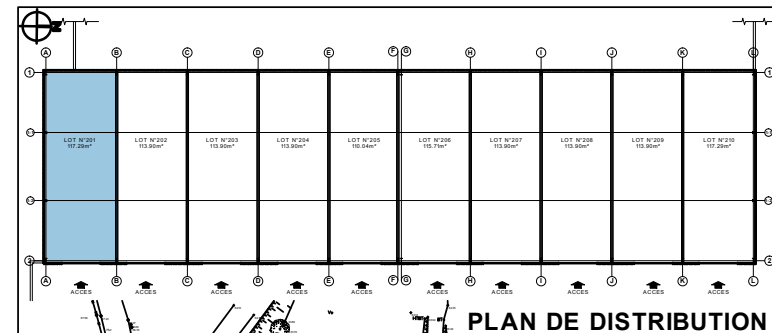 N
A B C D E F G H I J K L
1 1
LOT N°201 LOT N°202 LOT N°203 LOT N°204 LOT N°205 LOT N°206 LOT N°207 LOT N°208 LOT N°209 LOT N°210
117.29m² 113.90m² 113.90m² 113.90m² 110.04m² 115.71m² 113.90m² 113.90m² 113.90m² 117.29m²
2 2
A B C D E F G H I J K L
ACCES ACCES ACCES ACCES ACCES ACCES ACCES ACCES ACCES ACCES
PLAN DE DISTRIBUTION